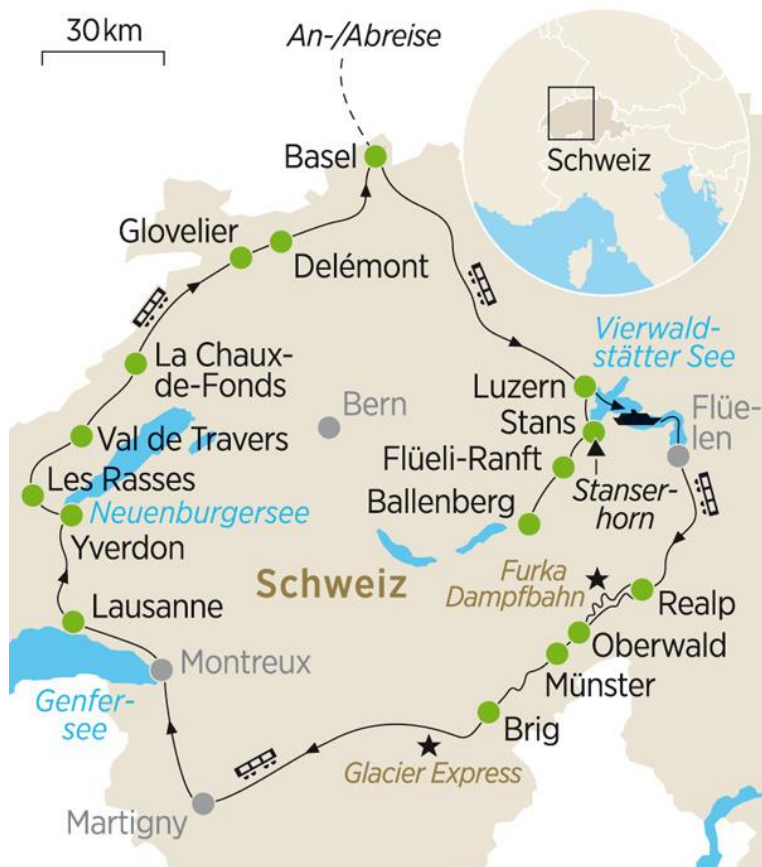 30 km
An-/Abreise
Basel
Schweiz
Glovelier
Delémont
Vierwald-
stätter See
La Chaux-
de-Fonds
Luzern
Bern
Stans
Flüe-
len
Val de Travers
Flüeli-Ranft
Les Rasses
Ballenberg
Stanser-
horn
Neuenburgersee
Yverdon
Schweiz
Furka
Dampfbahn
Realp
Lausanne
Oberwald
Montreux
Münster
Genfer-
see
Brig
Glacier Express
Martigny